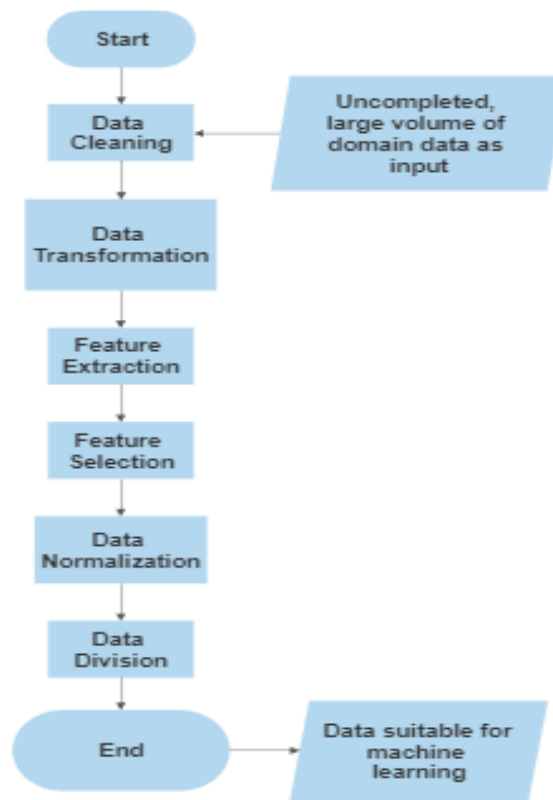 Start
Data
Cleaning
Uncompleted,
large volume of
domain data as
input
Data
Transformation
Feature
Extraction
Feature
Selection
Data
Normalization
Data
Division
End
Data suitable for
machine
learning